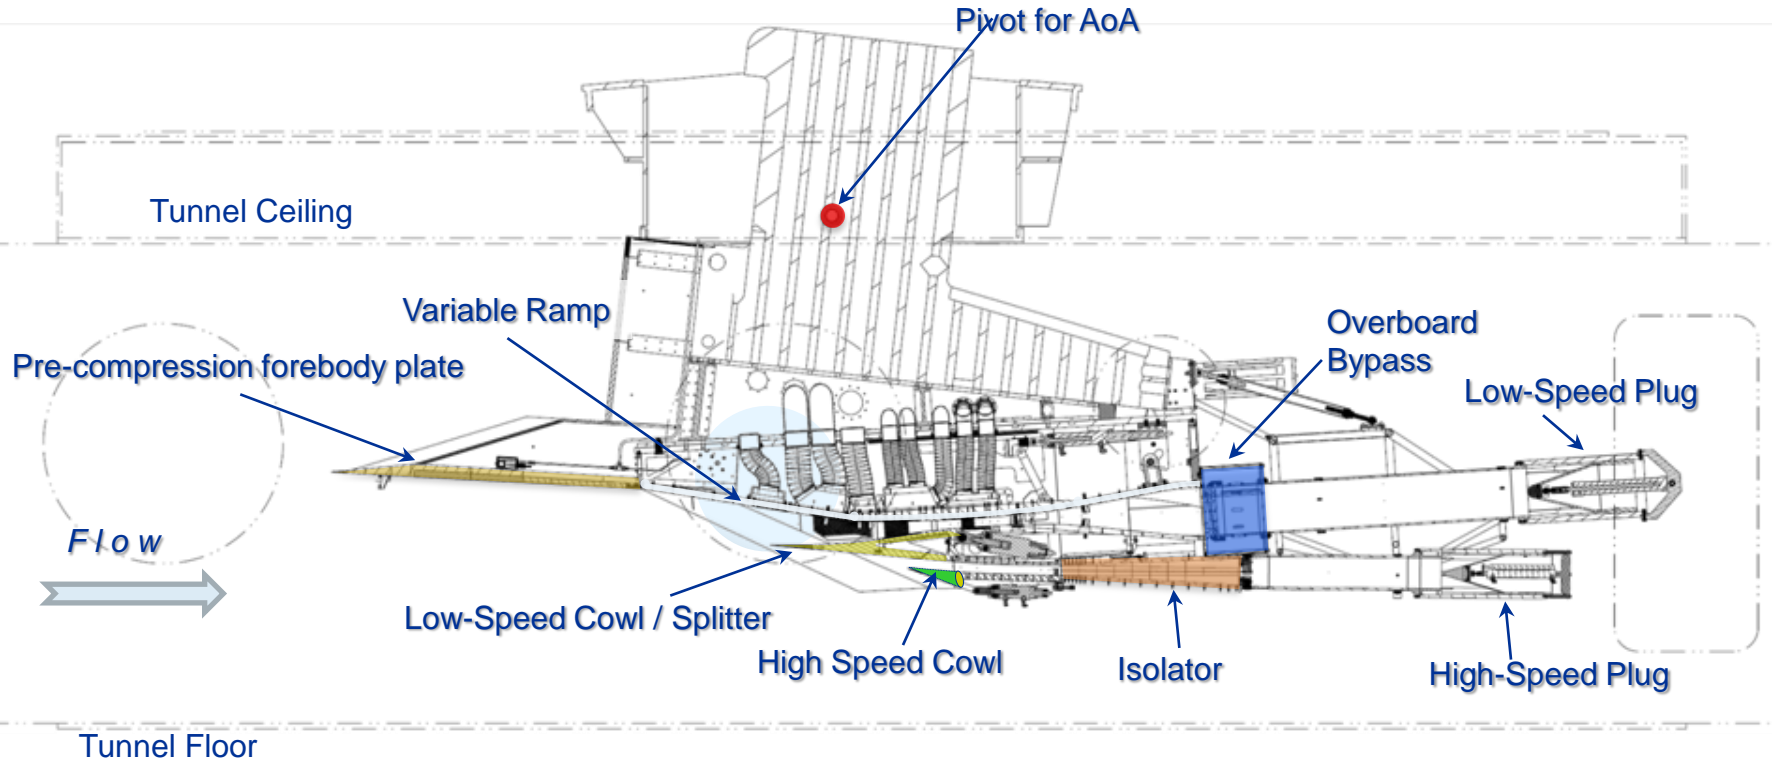 Pivot for AoA
Tunnel Ceiling
Variable Ramp
Overboard
Bypass
Pre-compression forebody plate
Low-Speed Plug
Flow
Low-Speed Cowl / Splitter
High Speed Cowl
Isolator
High-Speed Plug
Tunnel Floor